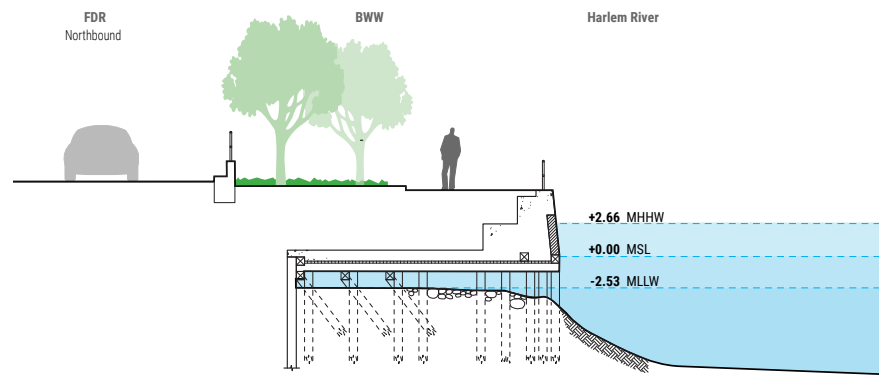 FDR
Northbound
BWW
Harlem River
+2.66 MHHW
+0.00 MSL
-2.53 MLLW